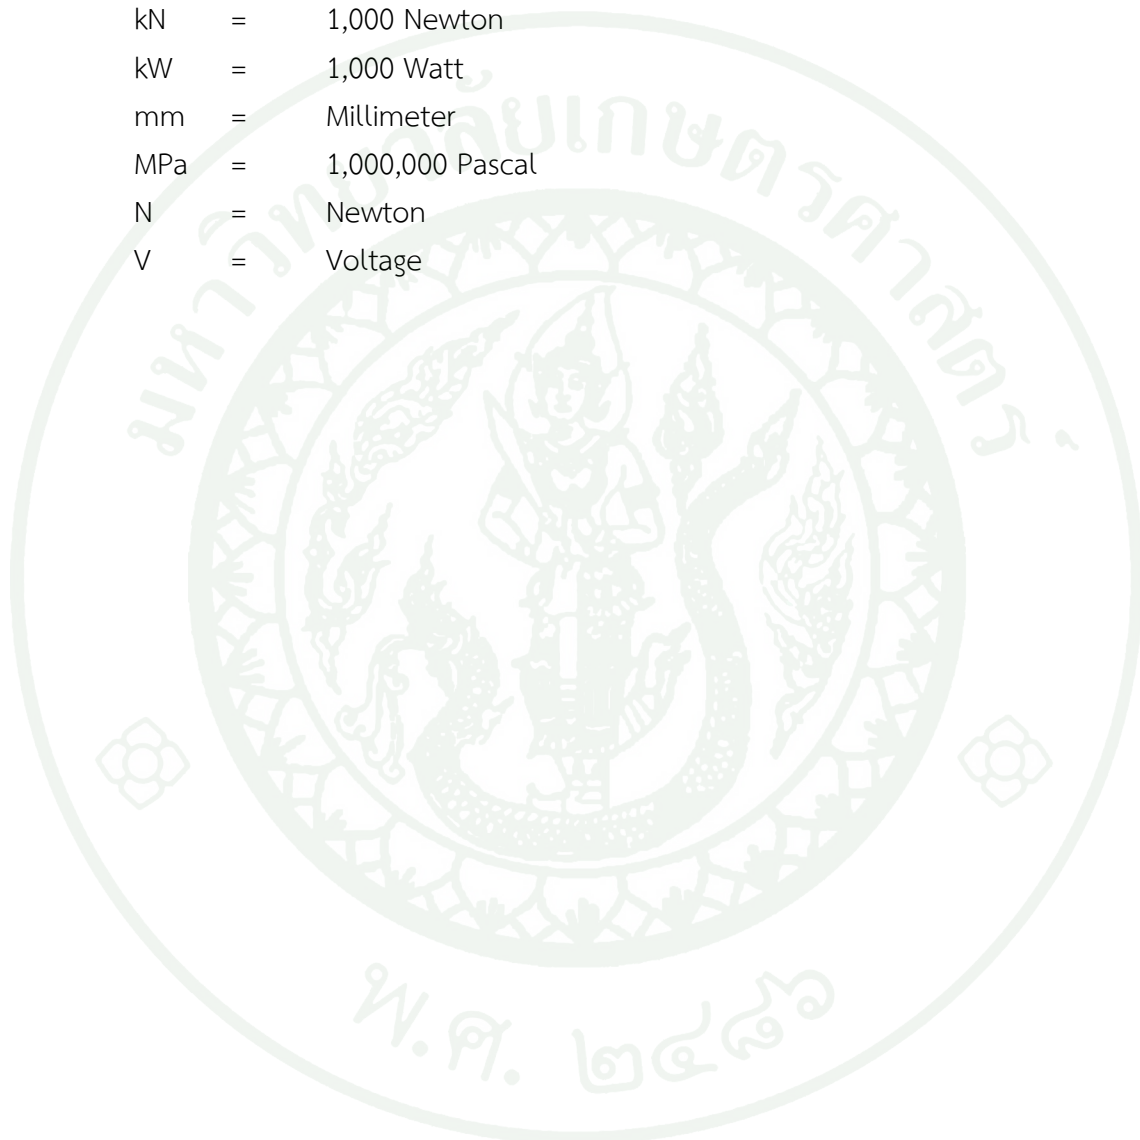 kN = 1,000 Newton
kW = 1,000 Watt
mm = Millimeter
MPa = 1,000,000 Pascal
N = Newton
V = Voltage
มหาวิทยาลัยเกษตรศาสตร์
พ.ศ. ๒๔๘๖